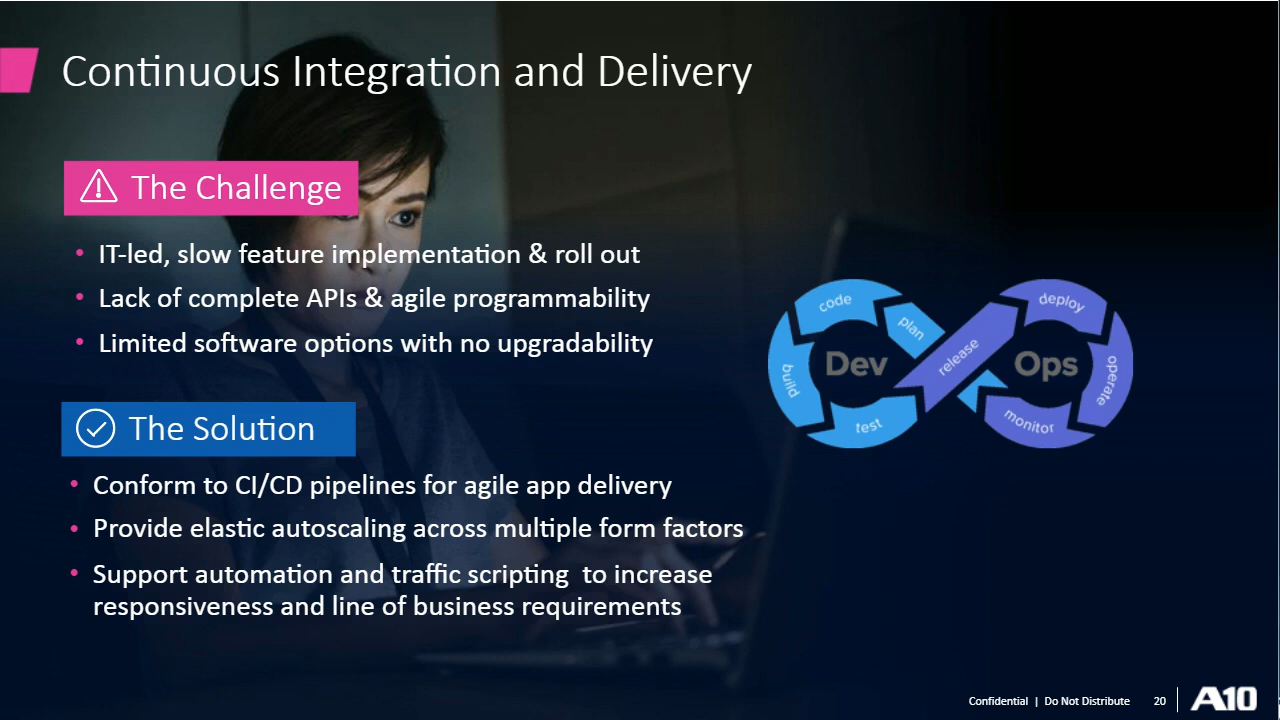 Continuous Integration and Delivery
The Challenge
• IT-led, slow feature implementation & roll out
• Lack of complete APIs & agile programmability
• Limited software options with no upgradability
The Solution
• Conform to CI/CD pipelines for agile app delivery
• Provide elastic autoscaling across multiple form factors
• Support automation and traffic scripting  to increase
responsiveness and line of business requirements
code
plan
build
Dev
test
release
deploy
Ops
operate
monitor
Confidential | Do Not Distribute 20 A10